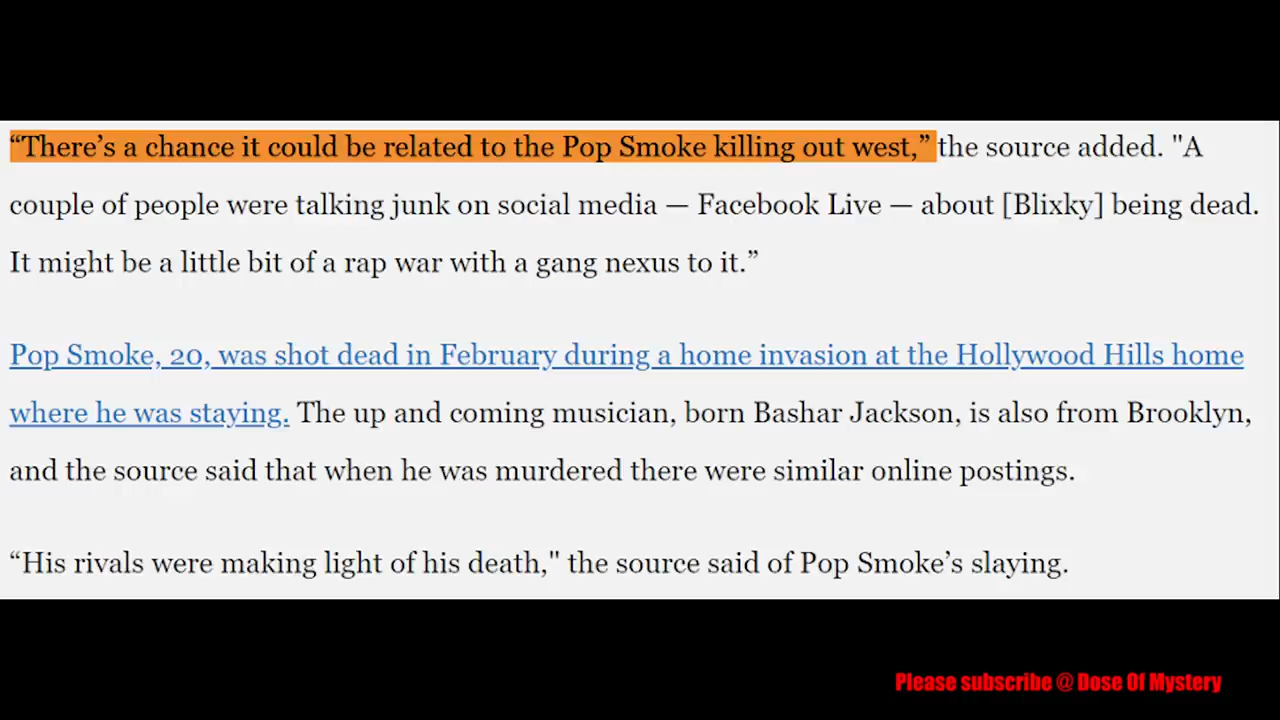 “There’s a chance it could be related to the Pop Smoke killing out west,” the source added. "A
couple of people were talking junk on social media — Facebook Live — about [Blixky] being dead.
It might be a little bit of a rap war with a gang nexus to it.”
Pop Smoke, 20, was shot dead in February during a home invasion at the Hollywood Hills home
where he was staying. The up and coming musician, born Bashar Jackson, is also from Brooklyn,
and the source said that when he was murdered there were similar online postings.
“His rivals were making light of his death," the source said of Pop Smoke’s slaying.
Please subscribe @ Dose Of Mystery